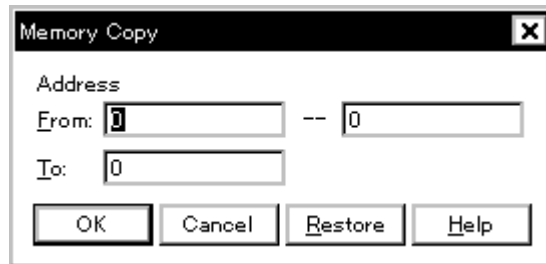 Memory Copy
Address
From: 0 -- 0
To: 0
OK Cancel Restore Help